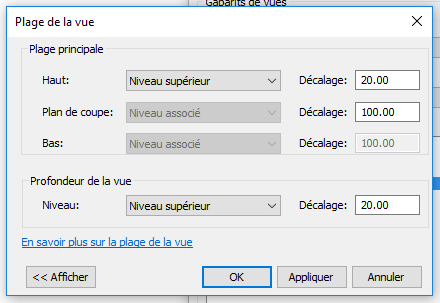 Gabarits de vues
Plage de la vue
Plage principale
Haut: Niveau supérieur Décalage: 20.00
Plan de coupe: Niveau associé Décalage: 100.00
Bas: Niveau associé Décalage: 100.00
Profondeur de la vue
Niveau: Niveau supérieur Décalage: 20.00
En savoir plus sur la plage de la vue
<< Afficher OK Appliquer Annuler